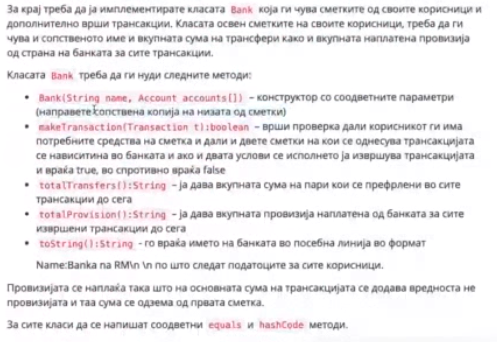 За крај треба да ја имплементирате класата Bank која ги чува сметките од своите корисници и
дополнително врши трансакции. Класата освен сметките на своите корисници, треба да ги
чува и сопственото име и вкупната сума на трансфери како и вкупната наплатена провизија
од страна на банката за сите трансакции.
Класата Bank треба да ги нуди следните методи:
• Bank(String name, Account accounts[]) – конструктор со соодветните параметри
(направете сопствена копија на низата од сметки)
• makeTransaction(Transaction t):boolean – врши проверка дали корисникот ги има
потребните средства на сметка и дали и двете сметки на кои се однесува трансакцијата
се нависитина во банката и ако и двата услови се исполнето ја извршува трансакцијата
и враќа true, во спротивно враќа false
• totalTransfers():String – ја дава вкупната сума на пари кои се префрлени во сите
трансакции до сега
• totalProvision():String – ја дава вкупната провизија наплатена од банката за сите
извршени трансакции до сега
• toString():String - го враќа името на банката во посебна линија во формат
Name:Banka na RM\n \n по што следат податоците за сите корисници.
Провизијата се наплаќа така што на основната сума на трансакцијата се додава вредноста не
провизијата и таа сума се одзема од првата сметка.
За сите класи да се напишат соодветни equals и hashCode методи.